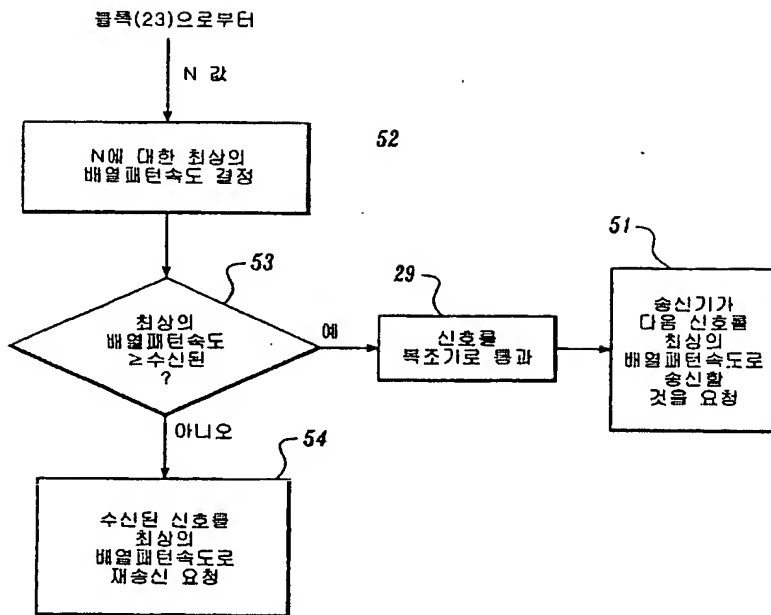 블록(23)으로부터
N 값
N에 대한 최상의
배열패턴속도 결정
52
53
최상의
배열패턴속도
≥수신된
?
예
29
신호를
복조기로 통과
51
송신기가
다음 신호를
최상의
배열패턴속도로
송신할
것을 요청
아니오
54
수신된 신호를
최상의
배열패턴속도로
재송신 요청